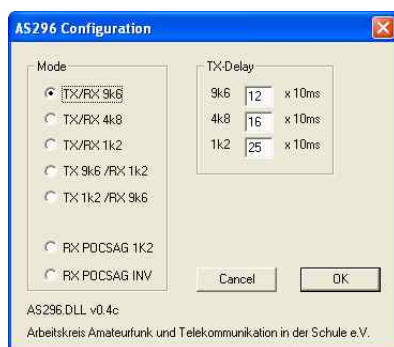 AS296 Configuration
Mode
TX/RX 9k6
TX/RX 4k8
TX/RX 1k2
TX 9k6 /RX 1k2
TX 1k2 /RX 9k6
RX POCSAG 1K2
RX POCSAG INV
TX-Delay
9k6 12 x 10ms
4k8 16 x 10ms
1k2 25 x 10ms
Cancel OK
AS296.DLL v0.4c
Arbeitskreis Amateurfunk und Telekommunikation in der Schule e.V.